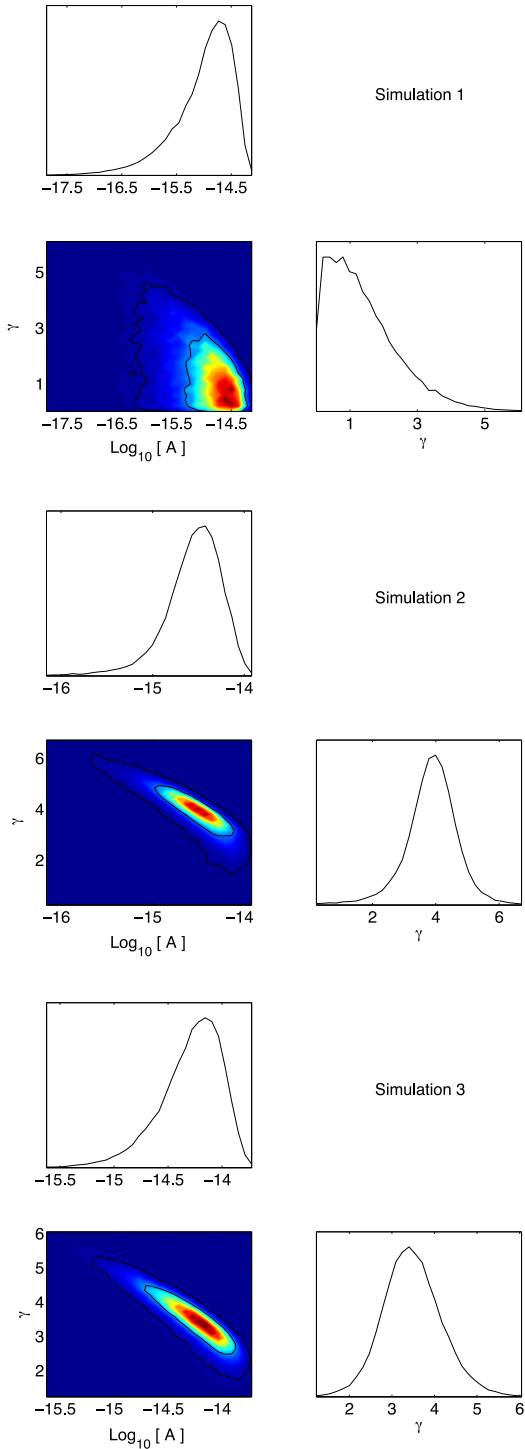 Simulation 1
−17.5 −16.5 −15.5 −14.5
5
3
1
γ
−17.5 −16.5 −15.5 −14.5
Log10 [ A ]
1 3 5
γ
Simulation 2
−16 −15 −14
6
4
2
γ
−16 −15 −14
Log10 [ A ]
2 4 6
γ
Simulation 3
−15.5 −15 −14.5 −14
6
5
4
3
2
γ
−15.5 −15 −14.5 −14
Log10 [ A ]
2 3 4 5 6
γ